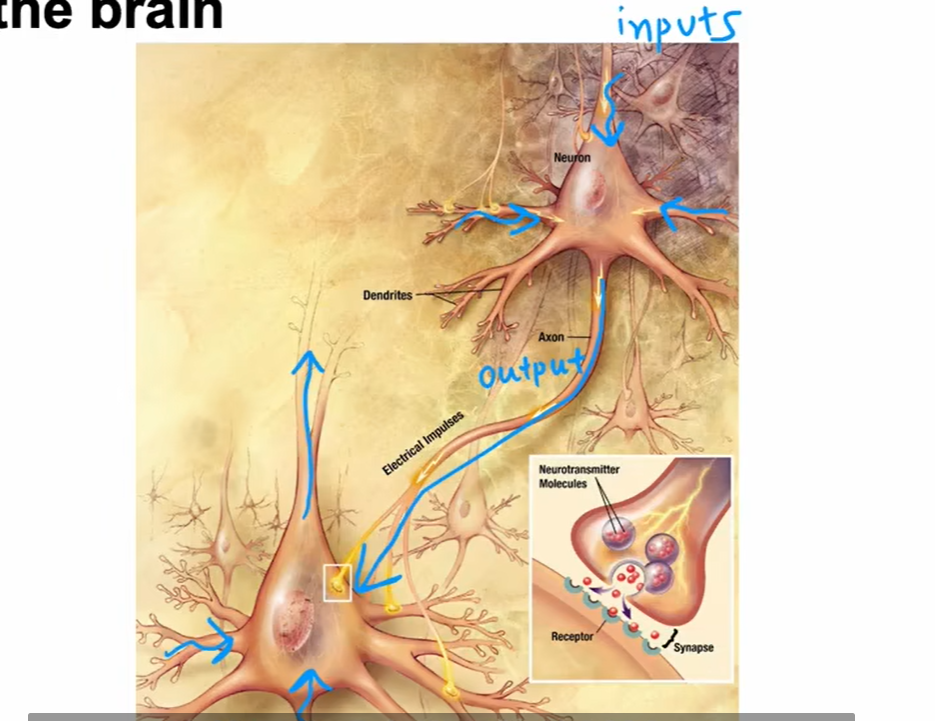 the brain
inputs
Neuron
Dendrites
Axon
output
Electrical Impulses
Neurotransmitter
Molecules
Receptor
Synapse